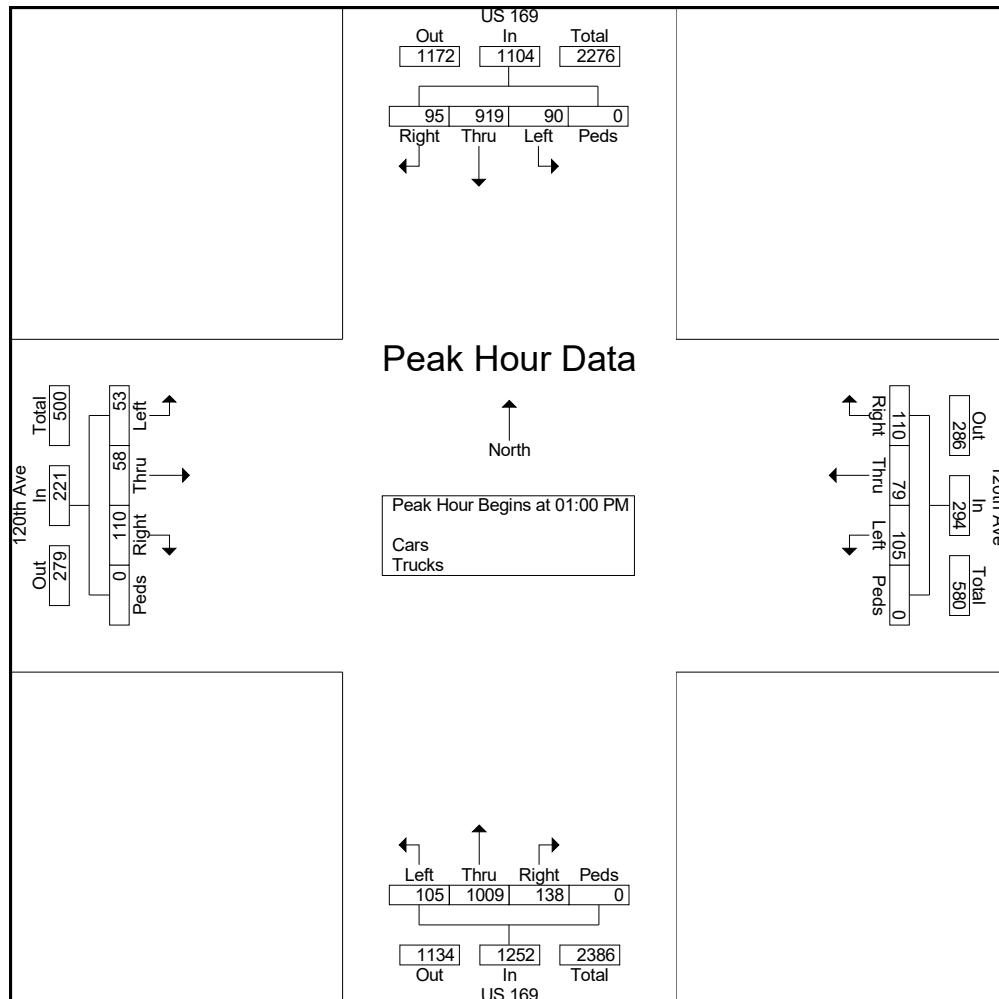 US 169
Out In Total
1172 1104 2276
95 919 90 0
Right Thru Left Peds
Peak Hour Data
North
Peak Hour Begins at 01:00 PM
Cars
Trucks
120th Ave
Total In Out
500 221 279
53 58 110 0
Left Thru Right Peds
Right Thru Left Peds
110 79 105 0
Out In Total
286 294 580
120th Ave
Left Thru Right Peds
105 1009 138 0
1134 1252 2386
Out In Total
US 169